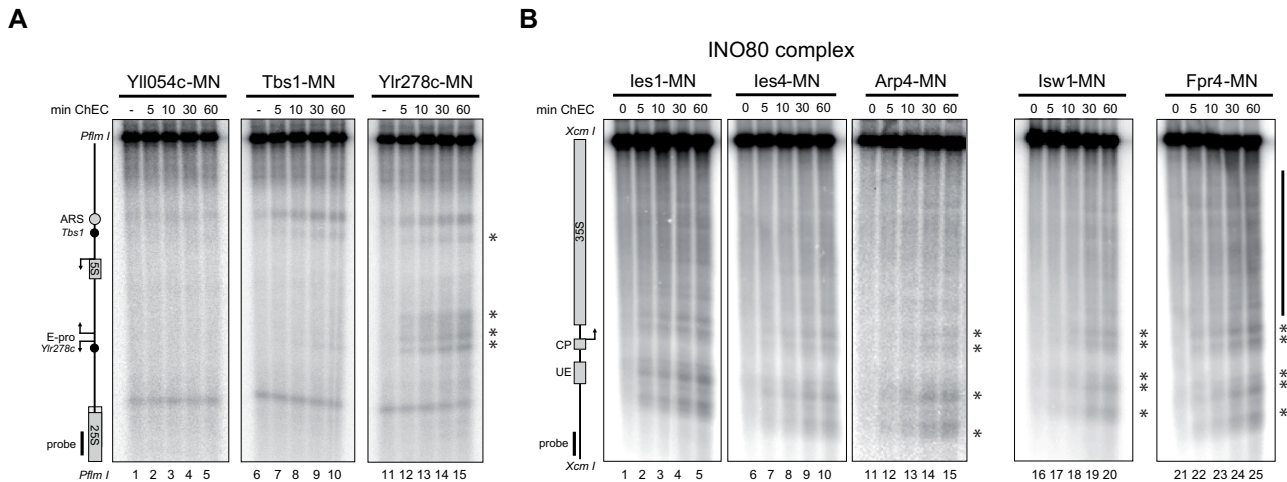 A
B
INO80 complex
Yll054c-MN
Tbs1-MN
Ylr278c-MN
Ies1-MN
Ies4-MN
Arp4-MN
Isw1-MN
Fpr4-MN
min ChEC - 5 10 30 60 - 5 10 30 60 - 5 10 30 60
min ChEC 0 5 10 30 60 0 5 10 30 60 0 5 10 30 60 0 5 10 30 60 0 5 10 30 60
Pflm I
ARS
Tbs1
*
5S
*
E-pro
*
Ylr278c
*
25S
probe
Pflm I
1 2 3 4 5 6 7 8 9 10 11 12 13 14 15
Xcm I
35S
* * *
CP
* * *
UE
* *
* * *
* *
*
probe
Xcm I
1 2 3 4 5 6 7 8 9 10 11 12 13 14 15 16 17 18 19 20 21 22 23 24 25